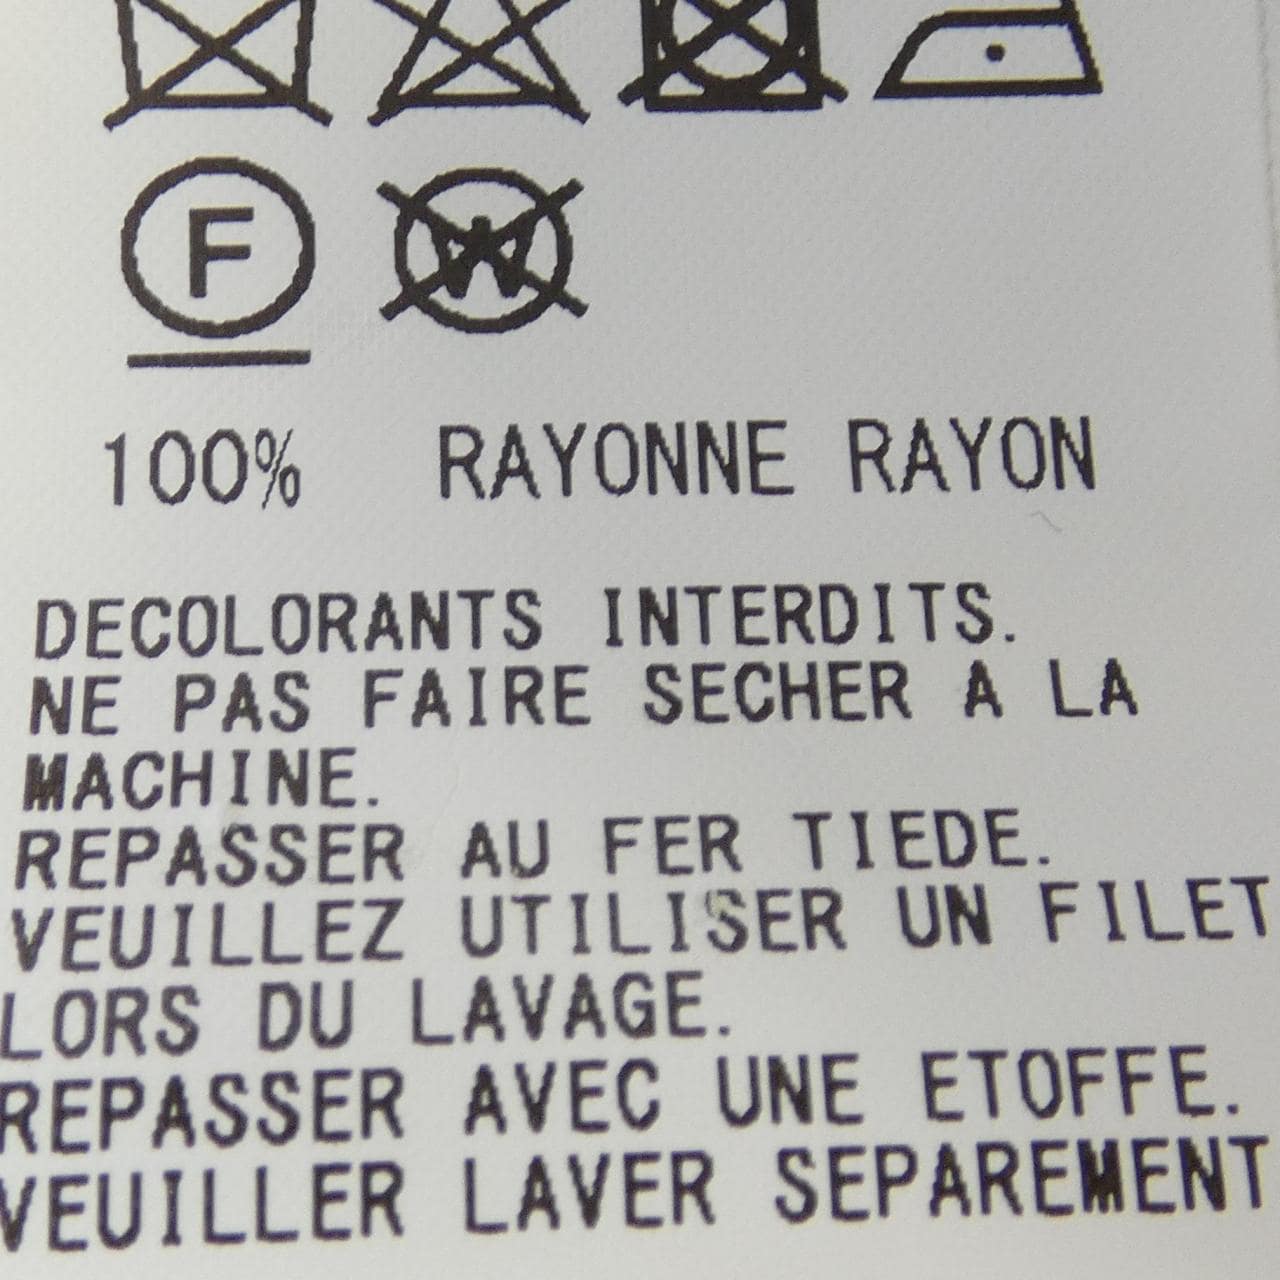 F W
100% RAYONNE RAYON
DECOLORANTS INTERDITS.
NE PAS FAIRE SECHER A LA
MACHINE.
REPASSER AU FER TIEDE.
VEUILLEZ UTILISER UN FILET
LORS DU LAVAGE.
REPASSER AVEC UNE ETOFFE.
VEUILLER LAVER SEPAREMENT